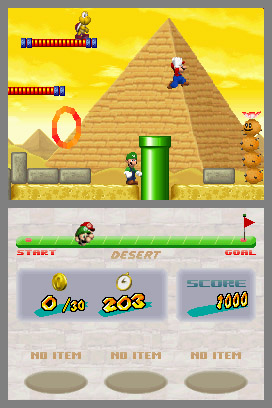 START DESERT GOAL
0 /30 203 SCORE
1000
NO ITEM NO ITEM NO ITEM